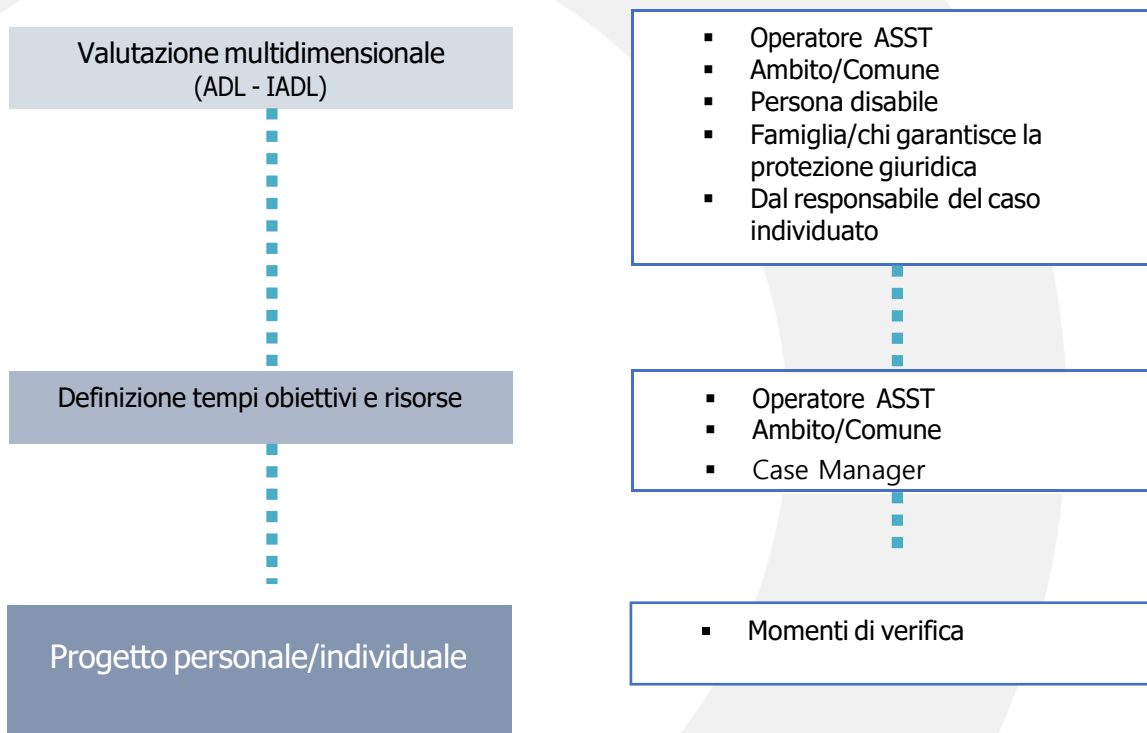 Valutazione multidimensionale
(ADL - IADL)
▪ Operatore ASST
▪ Ambito/Comune
▪ Persona disabile
▪ Famiglia/chi garantisce la
protezione giuridica
▪ Dal responsabile del caso
individuato
Definizione tempi obiettivi e risorse
▪ Operatore ASST
▪ Ambito/Comune
▪ Case Manager
Progetto personale/individuale
▪ Momenti di verifica